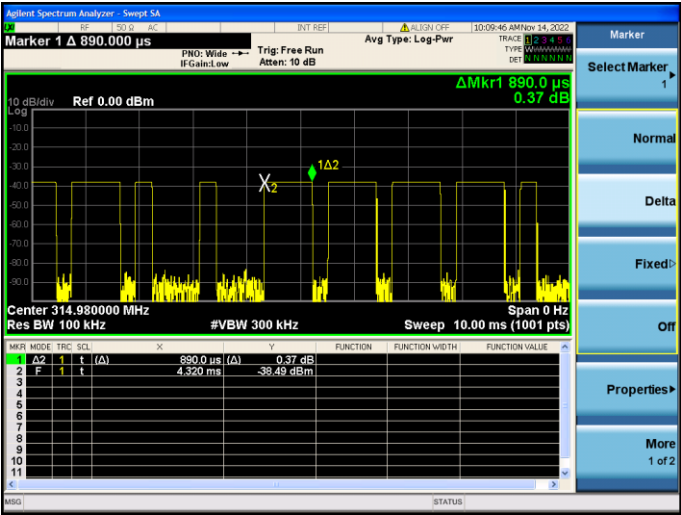 Agilent Spectrum Analyzer - Swept SA
RF 50 Ω AC INT REF ALIGN OFF 10:09:46 AM Nov 14, 2022
Marker 1 Δ 890.000 µs
PNO: Wide
IFGain:Low
Trig: Free Run
Atten: 10 dB
Avg Type: Log-Pwr
TRACE 1 2 3 4 5 6
TYPE
DET N N N N N N
ΔMkr1 890.0 µs
0.37 dB
10 dB/div Ref 0.00 dBm
Log
-10.0
-20.0
-30.0
-40.0
-50.0
-60.0
-70.0
-80.0
-90.0
1Δ2
X2
Center 314.980000 MHz Span 0 Hz
Res BW 100 kHz #VBW 300 kHz Sweep 10.00 ms (1001 pts)
MKR MODE TRC SCL X Y FUNCTION FUNCTION WIDTH FUNCTION VALUE
1 Δ2 1 t (Δ) 890.0 µs (Δ) 0.37 dB
2 F 1 t 4.320 ms -38.49 dBm
3
4
5
6
7
8
9
10
11
MSG STATUS
Marker
Select Marker
1
Normal
Delta
Fixed
Off
Properties
More
1 of 2